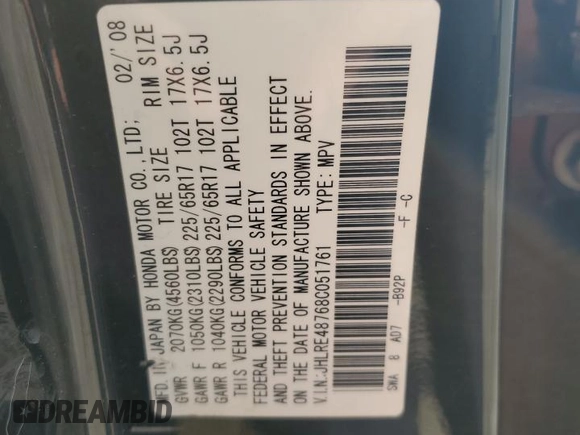 MFD. IN JAPAN BY HONDA MOTOR CO.,LTD; 02/'08
GVWR 2070KG(4560LBS) TIRE SIZE RIM SIZE
GAWR F 1050KG(2310LBS) 225/65R17 102T 17X6.5J
GAWR R 1040KG(2290LBS) 225/65R17 102T 17X6.5J
THIS VEHICLE CONFORMS TO ALL APPLICABLE
FEDERAL MOTOR VEHICLE SAFETY
AND THEFT PREVENTION STANDARDS IN EFFECT
ON THE DATE OF MANUFACTURE SHOWN ABOVE.
V.I.N:JHLRE48768C051761 TYPE: MPV
SWA B AD7 -B92P -F -C
DREAMBID